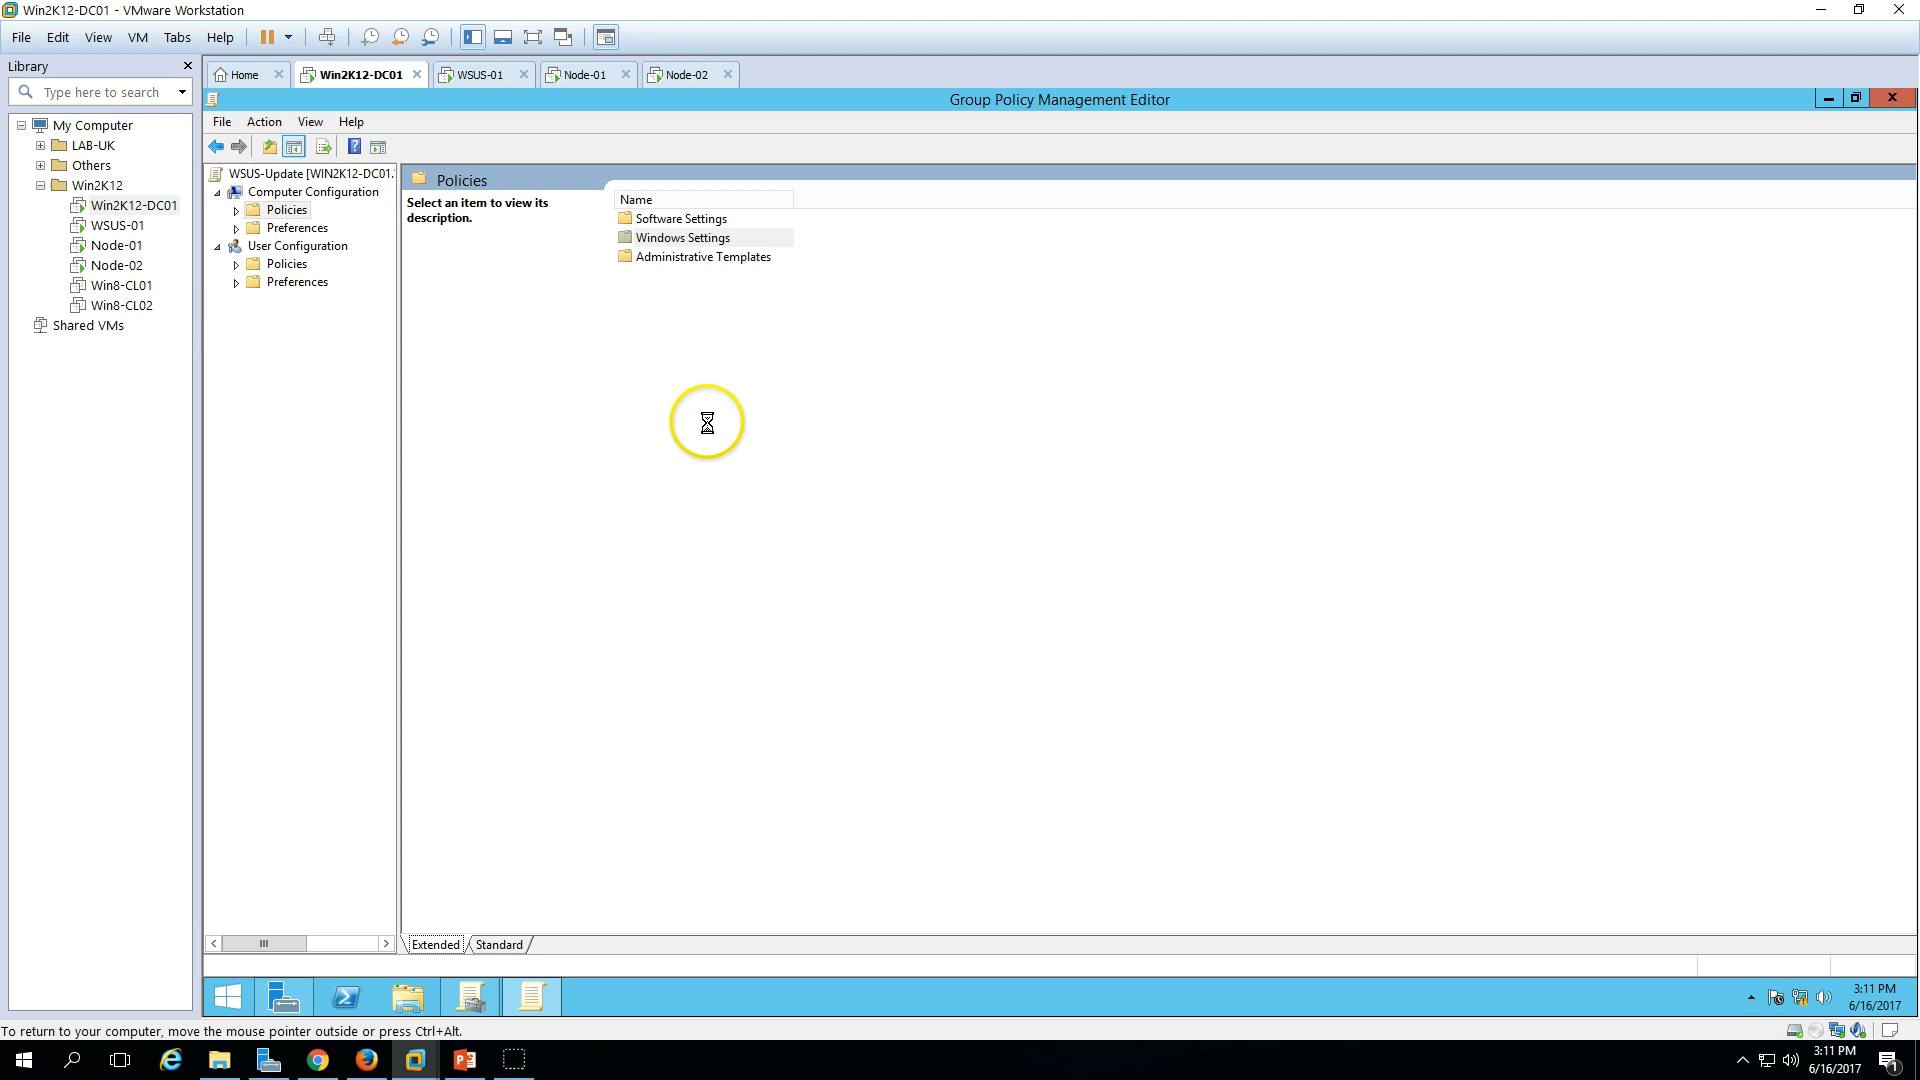 Win2K12-DC01 - VMware Workstation
File Edit View VM Tabs Help
Library
Type here to search
My Computer
LAB-UK
Others
Win2K12
Win2K12-DC01
WSUS-01
Node-01
Node-02
Win8-CL01
Win8-CL02
Shared VMs
Home Win2K12-DC01 WSUS-01 Node-01 Node-02
Group Policy Management Editor
File Action View Help
WSUS-Update [WIN2K12-DC01.
Computer Configuration
Policies
Preferences
User Configuration
Policies
Preferences
Policies
Select an item to view its
description.
Name
Software Settings
Windows Settings
Administrative Templates
Extended Standard
3:11 PM
6/16/2017
To return to your computer, move the mouse pointer outside or press Ctrl+Alt.
3:11 PM
6/16/2017
1